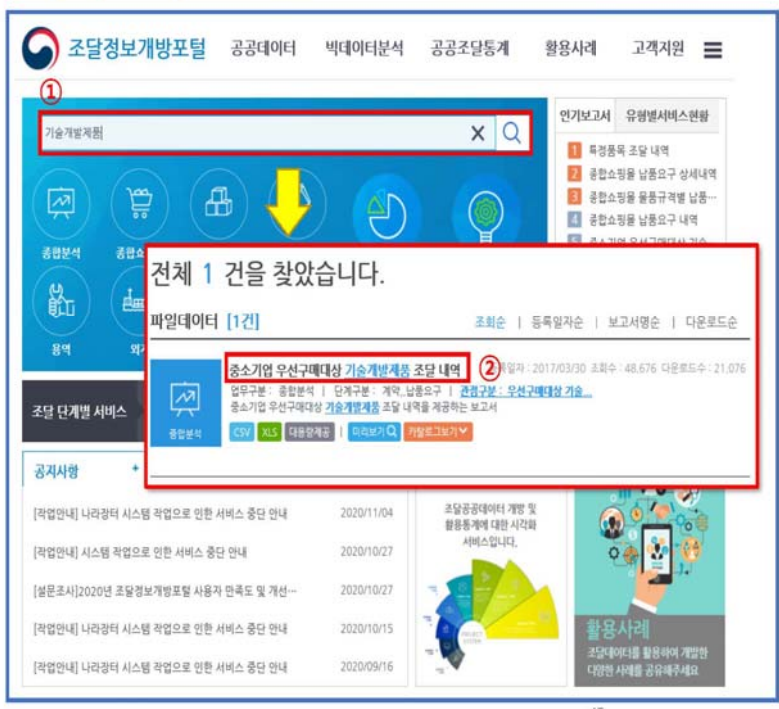 조달정보개방포털 공공데이터 빅데이터분석 공공조달통계 활용사례 고객지원
①
기술개발제품 X
인기보고서 유형별서비스현황
1 특정품목 조달 내역
2 종합쇼핑몰 납품요구 상세내역
3 종합쇼핑몰 물품규격별 납품…
4 종합쇼핑몰 납품요구 내역
5
종합분석
용역
전체 1 건을 찾았습니다.
파일데이터 [1건] 조회순 | 등록일자순 | 보고서명순 | 다운로드순
중소기업 우선구매대상 기술개발제품 조달 내역 ② 록일자 : 2017/03/30 조회수 : 48,676 다운로드수 : 21,076
업무구분 : 종합분석 | 단계구분 : 계약,납품요구 | 관점구분 : 우선구매대상 기술...
중소기업 우선구매대상 기술개발제품 조달 내역을 제공하는 보고서
종합분석
CSV XLS 대용량제공 | 미리보기 카탈로그보기
조달 단계별 서비스
공지사항 +
[작업안내] 나라장터 시스템 작업으로 인한 서비스 중단 안내 2020/11/04
[작업안내] 시스템 작업으로 인한 서비스 중단 안내 2020/10/27
[설문조사]2020년 조달정보개방포털 사용자 만족도 및 개선… 2020/10/27
[작업안내] 나라장터 시스템 작업으로 인한 서비스 중단 안내 2020/10/15
[작업안내] 나라장터 시스템 작업으로 인한 서비스 중단 안내 2020/09/16
조달공공데이터 개방 및
활용통계에 대한 시각화
서비스입니다.
PROJECT
SYSTEM
활용사례
조달데이터를 활용하여 개발한
다양한 사례를 공유해주세요